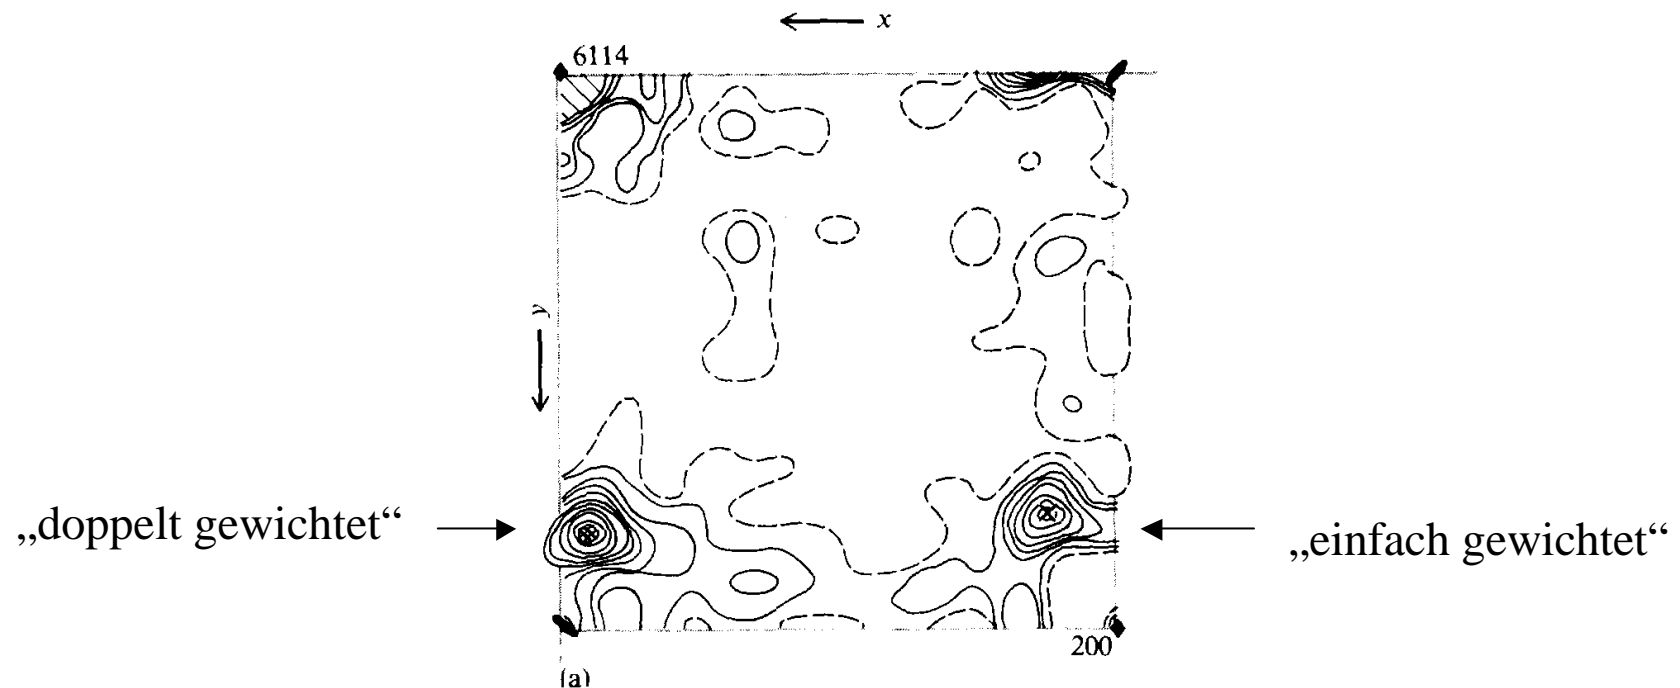 x
6114
y
„doppelt gewichtet“
„einfach gewichtet“
200
(a)